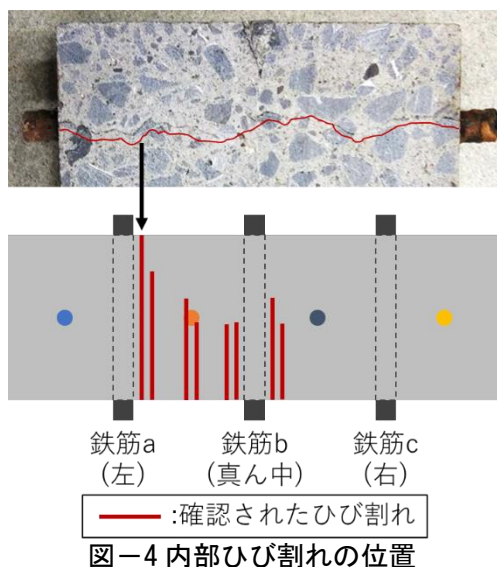 鉄筋a
(左)
鉄筋b
(真ん中)
鉄筋c
(右)
:確認されたひび割れ
図－4 内部ひび割れの位置